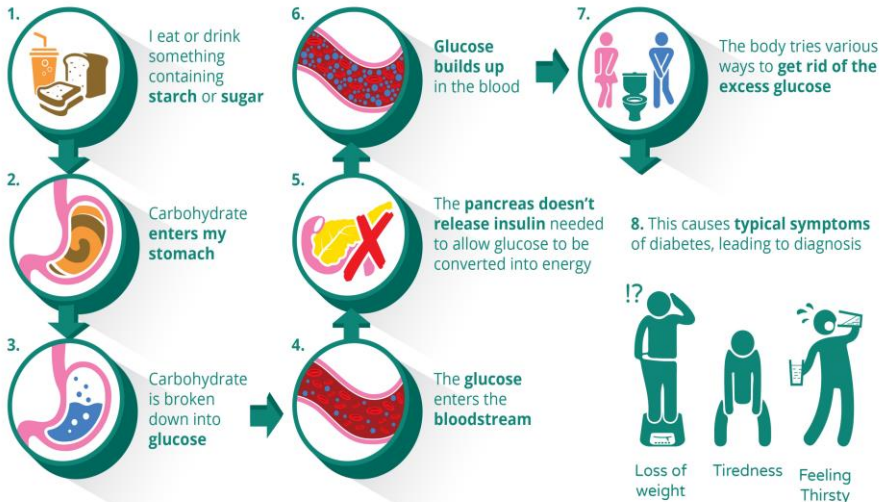 1.
I eat or drink
something
containing
starch or sugar
2.
Carbohydrate
enters my
stomach
3.
Carbohydrate
is broken
down into
glucose
4.
The glucose
enters the
bloodstream
5.
The pancreas doesn't
release insulin needed
to allow glucose to be
converted into energy
6.
Glucose
builds up
in the blood
7.
The body tries various
ways to get rid of the
excess glucose
8. This causes typical symptoms
of diabetes, leading to diagnosis
!?
Loss of
weight
Tiredness
Feeling
Thirsty